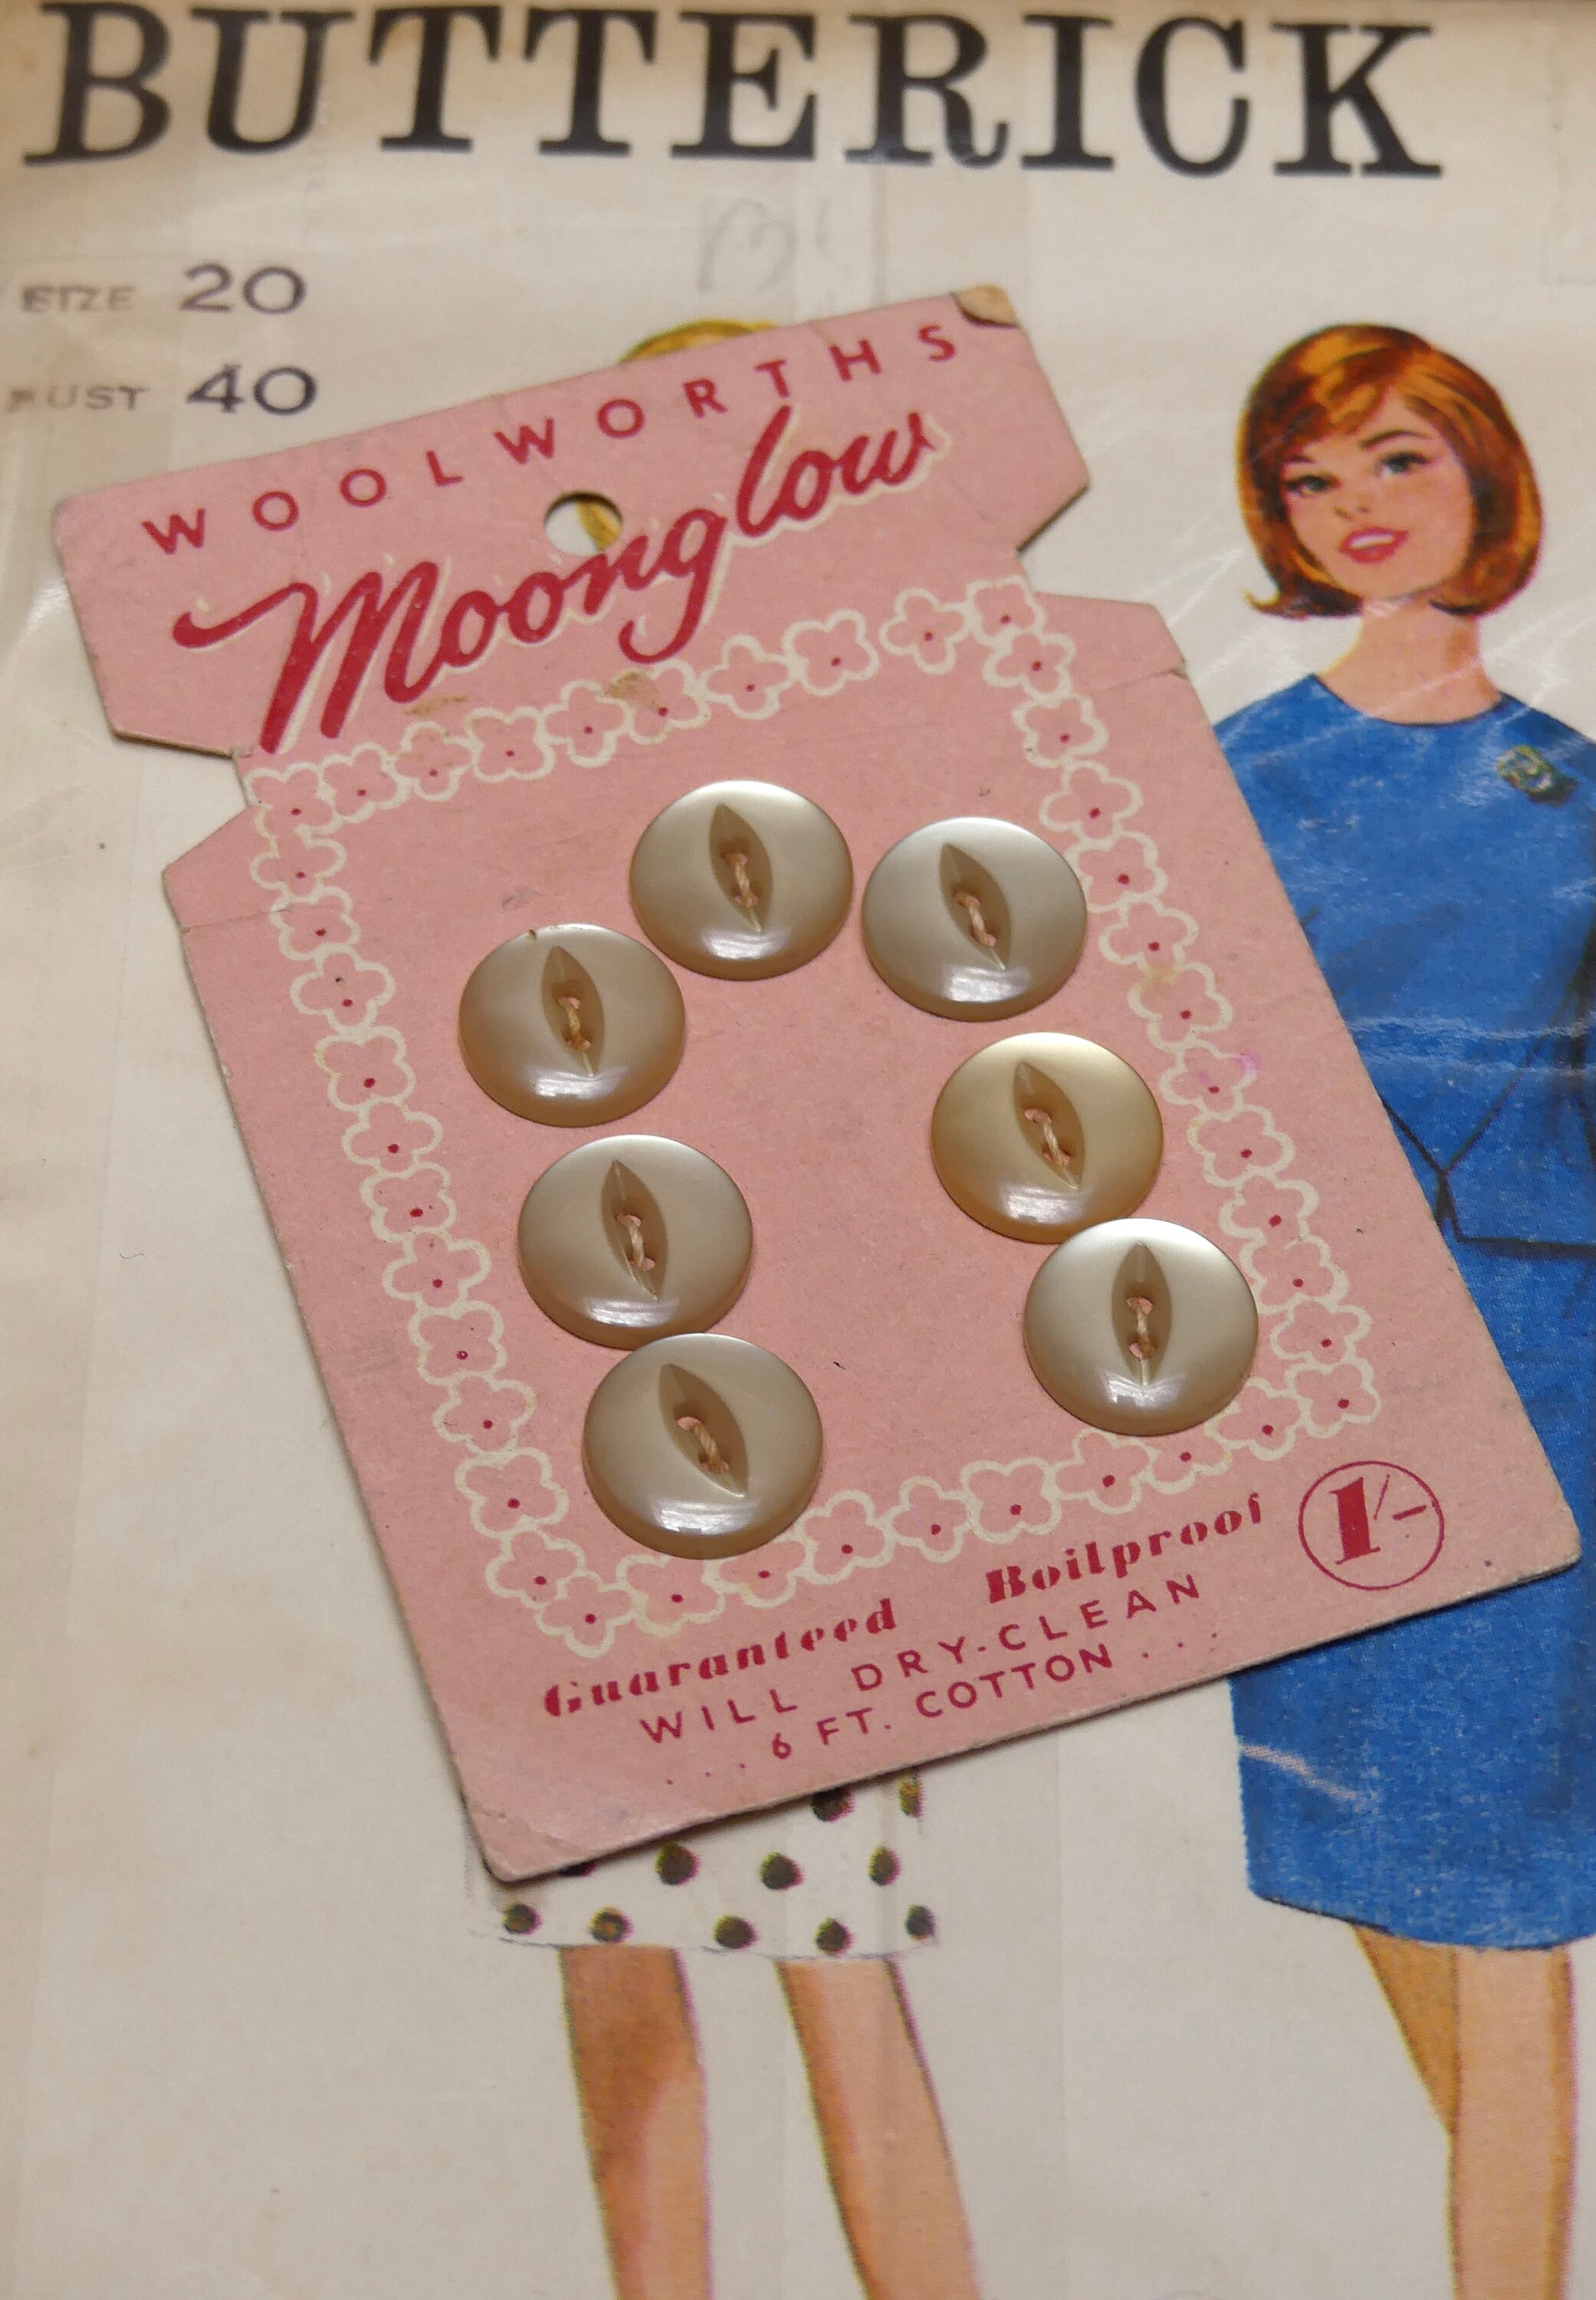 BUTTERICK
SIZE 20
BUST 40
WOOLWORTHS
Moonglow
Guaranteed Boilproof
1/-
WILL DRY-CLEAN
. . . 6 FT. COTTON . . .